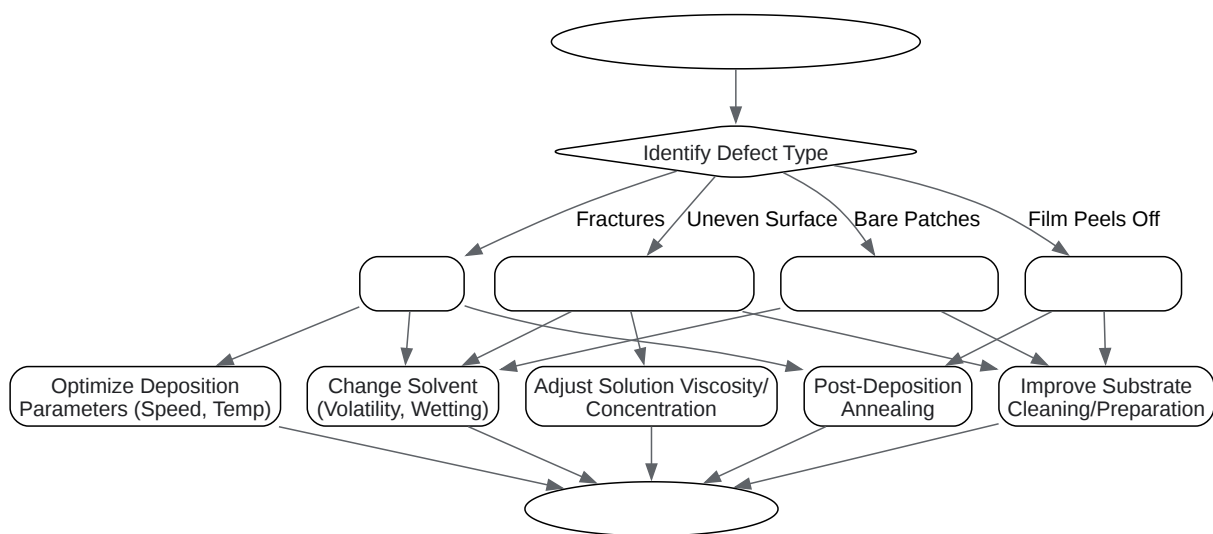 Identify Defect Type
Fractures
Uneven Surface
Bare Patches
Film Peels Off
Optimize Deposition
Parameters (Speed, Temp)
Change Solvent
(Volatility, Wetting)
Adjust Solution Viscosity/
Concentration
Post-Deposition
Annealing
Improve Substrate
Cleaning/Preparation